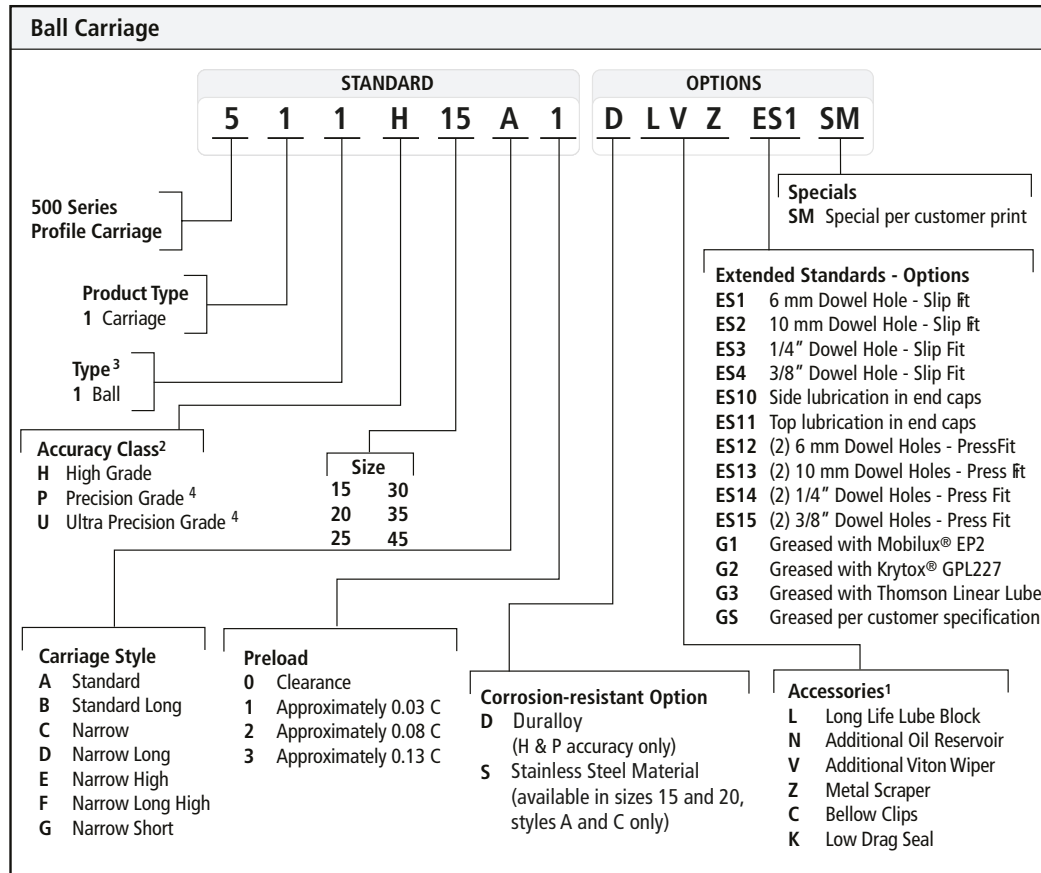 Ball Carriage
STANDARD
OPTIONS
5 1 1 H 15 A 1 D L V Z ES1 SM
500 Series
Profile Carriage
Product Type
1 Carriage
Type 3
1 Ball
Accuracy Class2
H High Grade
P Precision Grade 4
U Ultra Precision Grade 4
Size
15 30
20 35
25 45
Specials
SM Special per customer print
Extended Standards - Options
ES1 6 mm Dowel Hole - Slip Fit
ES2 10 mm Dowel Hole - Slip Fit
ES3 1/4" Dowel Hole - Slip Fit
ES4 3/8" Dowel Hole - Slip Fit
ES10 Side lubrication in end caps
ES11 Top lubrication in end caps
ES12 (2) 6 mm Dowel Holes - PressFit
ES13 (2) 10 mm Dowel Holes - Press Fit
ES14 (2) 1/4" Dowel Holes - Press Fit
ES15 (2) 3/8" Dowel Holes - Press Fit
G1 Greased with Mobilux® EP2
G2 Greased with Krytox® GPL227
G3 Greased with Thomson Linear Lube
GS Greased per customer specification
Carriage Style
A Standard
B Standard Long
C Narrow
D Narrow Long
E Narrow High
F Narrow Long High
G Narrow Short
Preload
0 Clearance
1 Approximately 0.03 C
2 Approximately 0.08 C
3 Approximately 0.13 C
Corrosion-resistant Option
D Duralloy
(H & P accuracy only)
S Stainless Steel Material
(available in sizes 15 and 20,
styles A and C only)
Accessories1
L Long Life Lube Block
N Additional Oil Reservoir
V Additional Viton Wiper
Z Metal Scraper
C Bellow Clips
K Low Drag Seal